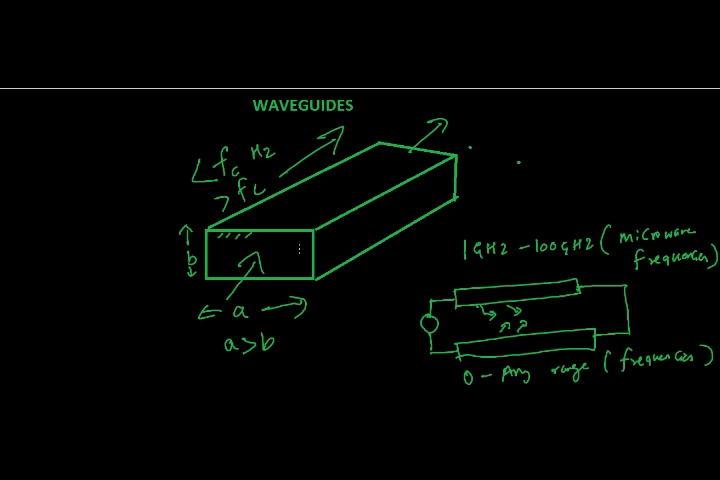 WAVEGUIDES
< fc Hz
> fc
b
a
a>b
1GHz - 100GHz (microwave
frequencies)
0 - Any range (frequencies)